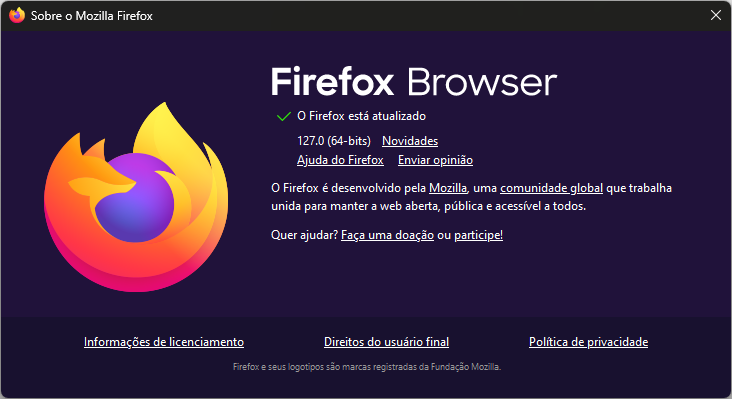 Sobre o Mozilla Firefox
Firefox Browser
O Firefox está atualizado
127.0 (64-bits) Novidades
Ajuda do Firefox Enviar opinião
O Firefox é desenvolvido pela Mozilla, uma comunidade global que trabalha
unida para manter a web aberta, pública e acessível a todos.
Quer ajudar? Faça uma doação ou participe!
Informações de licenciamento Direitos do usuário final Política de privacidade
Firefox e seus logotipos são marcas registradas da Fundação Mozilla.